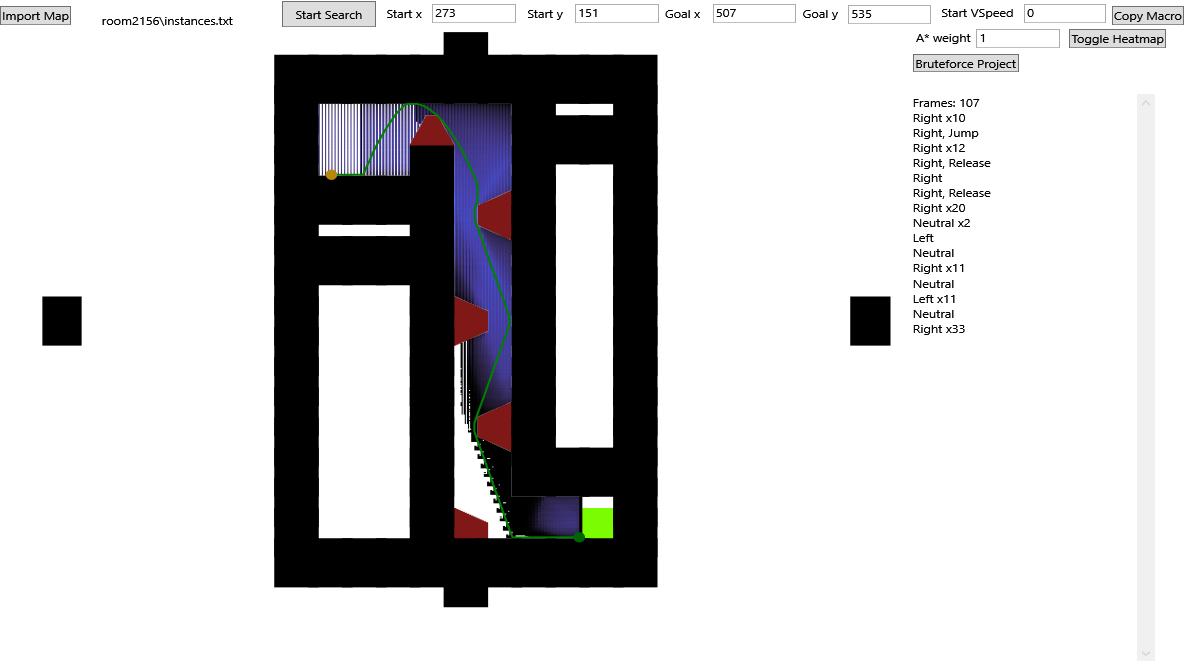 Import Map
room2156\instances.txt
Start Search
Start x 273
Start y 151
Goal x 507
Goal y 535
Start VSpeed 0
Copy Macro
A* weight 1
Toggle Heatmap
Bruteforce Project
Frames: 107
Right x10
Right, Jump
Right x12
Right, Release
Right
Right, Release
Right x20
Neutral x2
Left
Neutral
Right x11
Neutral
Left x11
Neutral
Right x33